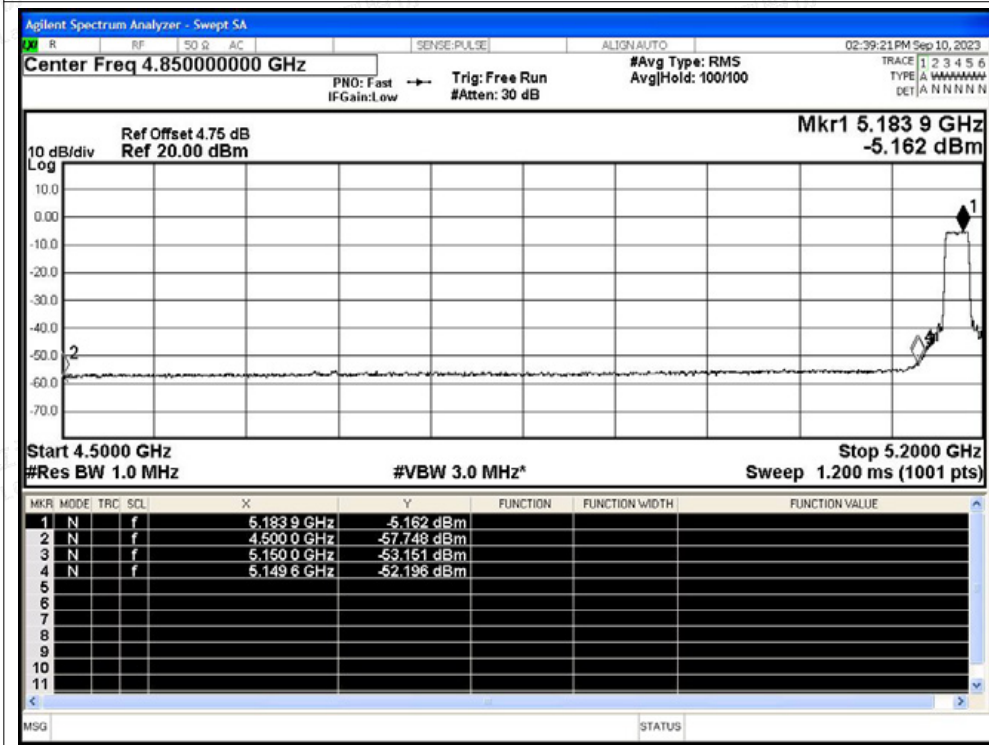 Agilent Spectrum Analyzer - Swept SA
LXI R RF 50 Ω AC SENSE:PULSE ALIGN AUTO 02:39:21 PM Sep 10, 2023
Center Freq 4.850000000 GHz
PNO: Fast
IFGain:Low
Trig: Free Run
#Atten: 30 dB
#Avg Type: RMS
Avg|Hold: 100/100
TRACE 1 2 3 4 5 6
TYPE A WWWWW
DET A N N N N N
Mkr1 5.183 9 GHz
-5.162 dBm
Ref Offset 4.75 dB
10 dB/div Ref 20.00 dBm
Log
10.0
0.00
-10.0
-20.0
-30.0
-40.0
-50.0
-60.0
-70.0
1
2
Start 4.5000 GHz Stop 5.2000 GHz
#Res BW 1.0 MHz #VBW 3.0 MHz* Sweep 1.200 ms (1001 pts)
MKR MODE TRC SCL X Y FUNCTION FUNCTION WIDTH FUNCTION VALUE
1 N f 5.183 9 GHz -5.162 dBm
2 N f 4.500 0 GHz -57.748 dBm
3 N f 5.150 0 GHz -53.151 dBm
4 N f 5.149 6 GHz -52.196 dBm
5
6
7
8
9
10
11
MSG STATUS